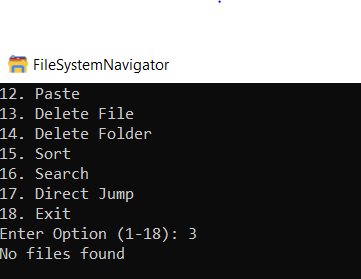 FileSystemNavigator
12. Paste
13. Delete File
14. Delete Folder
15. Sort
16. Search
17. Direct Jump
18. Exit
Enter Option (1-18): 3
No files found